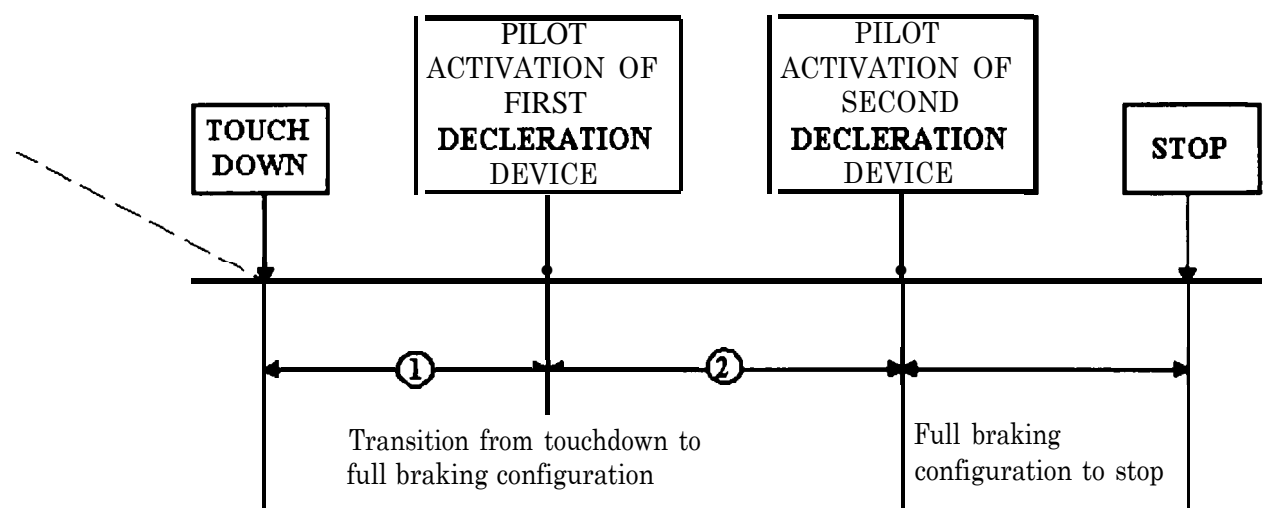 TOUCH
DOWN
PILOT
ACTIVATION OF
FIRST
DECLERATION
DEVICE
PILOT
ACTIVATION OF
SECOND
DECLERATION
DEVICE
STOP
1
2
Transition from touchdown to
full braking configuration
Full braking
configuration to stop